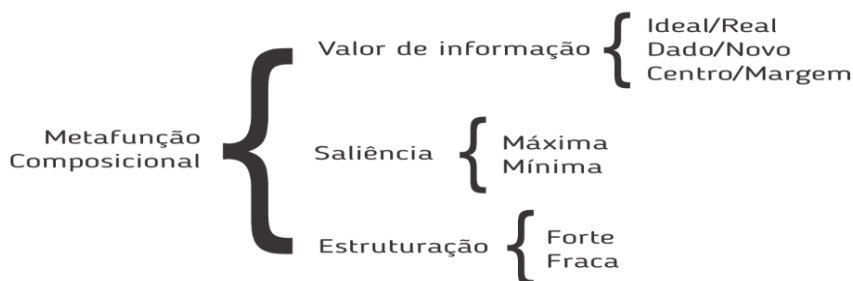 Metafunção
Composicional
Valor de informação
Ideal/Real
Dado/Novo
Centro/Margem
Saliência
Máxima
Mínima
Estruturação
Forte
Fraca